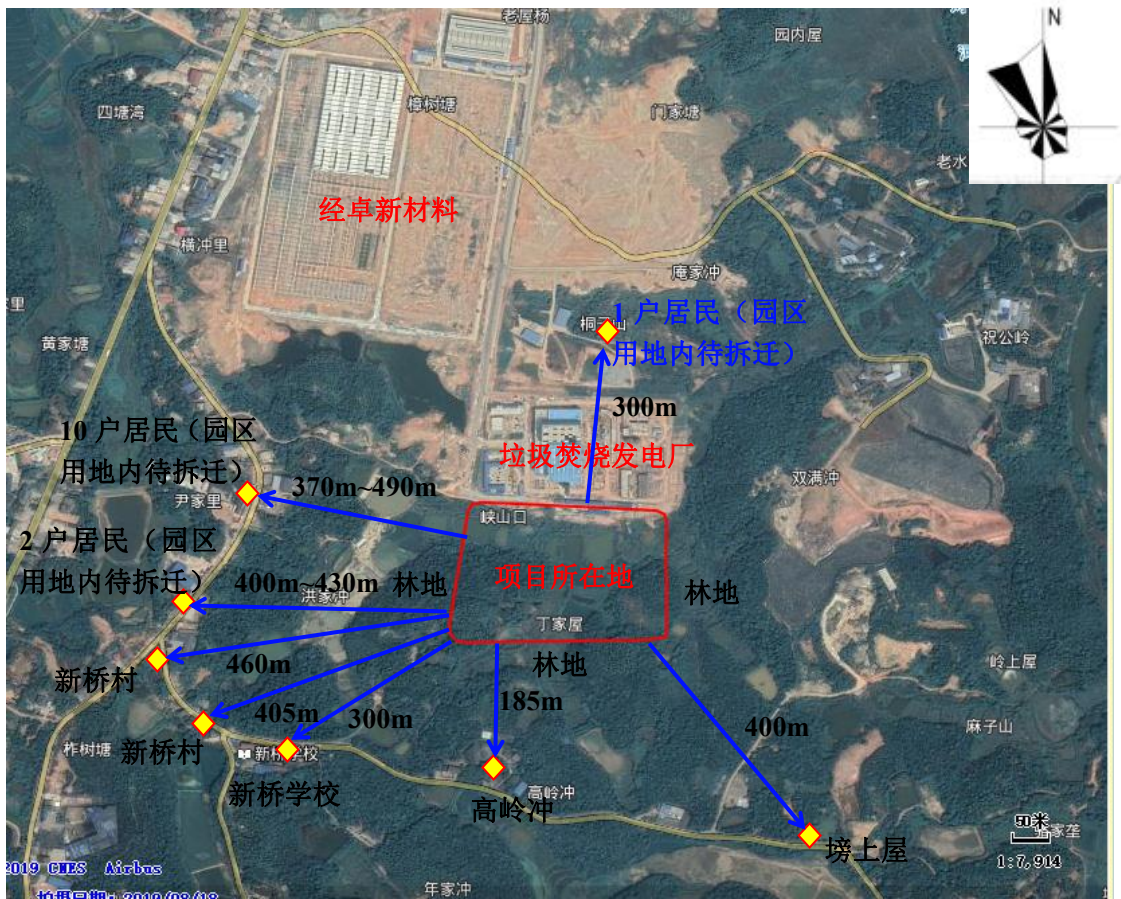 老屋杨
N
园内屋
四塘湾
樟树塘
门家塘
老水
经卓新材料
横冲里
庵家冲
1 户居民（园区
用地内待拆迁）
祝公岭
黄家塘
300m
10 户居民（园区
用地内待拆迁）
垃圾焚烧发电厂
双满冲
370m~490m
尹家里
峡山口
2 户居民（园区
用地内待拆迁）
400m~430m
林地
项目所在地
林地
洪家冲
丁家屋
林地
460m
新桥村
岭上屋
185m
405m
300m
400m
麻子山
柞树塘
新桥村
新桥学校
新桥学校
高岭冲
高岭冲
塝上屋
50米
1:7,914
2019 CNES Airbus
年家冲
拍摄日期: 2019/08/18